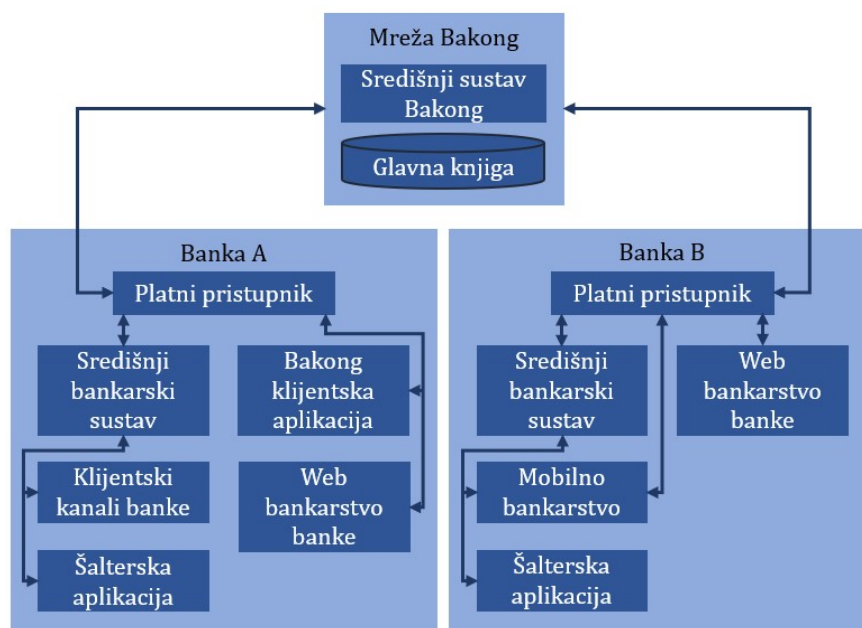 Mreža Bakong
Središnji sustav
Bakong
Glavna knjiga
Banka A
Platni pristupnik
Središnji
bankarski
sustav
Bakong
klijentska
aplikacija
Klijentski
kanali banke
Web
bankarstvo
banke
Šalterska
aplikacija
Banka B
Platni pristupnik
Središnji
bankarski
sustav
Web
bankarstvo
banke
Mobilno
bankarstvo
Šalterska
aplikacija